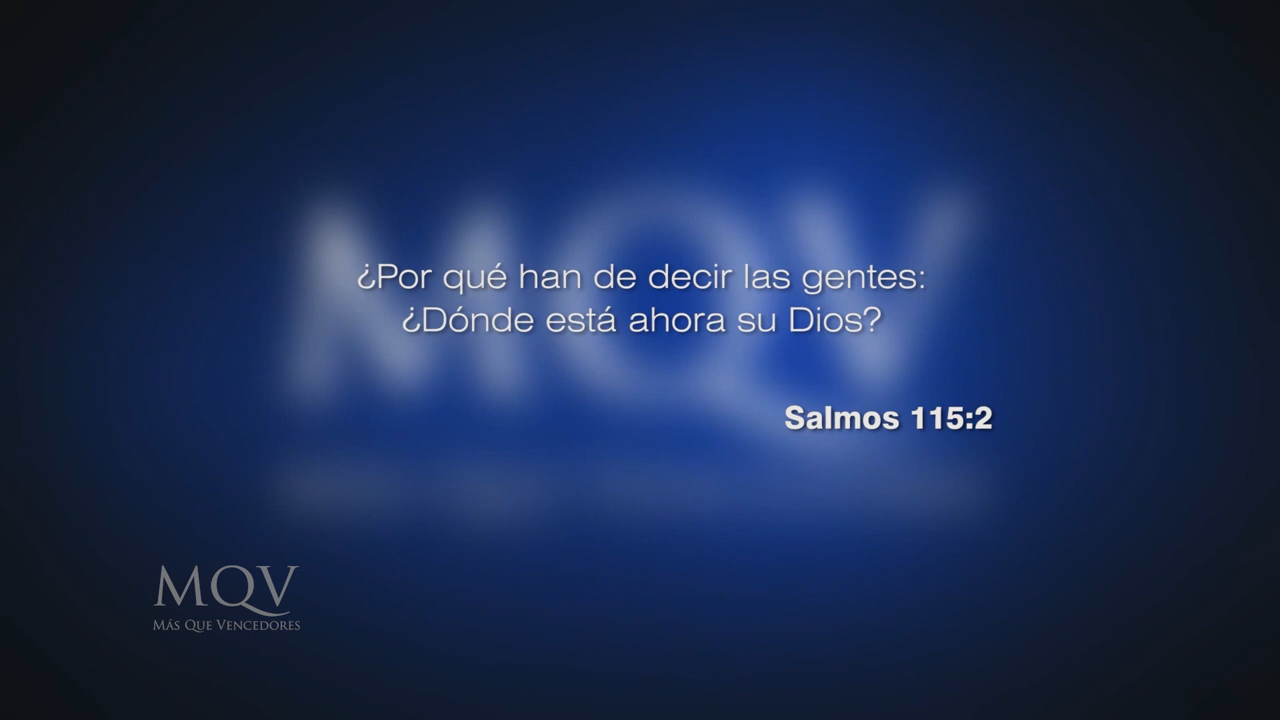 ¿Por qué han de decir las gentes:
¿Dónde está ahora su Dios?
Salmos 115:2
MQV
MÁS QUE VENCEDORES